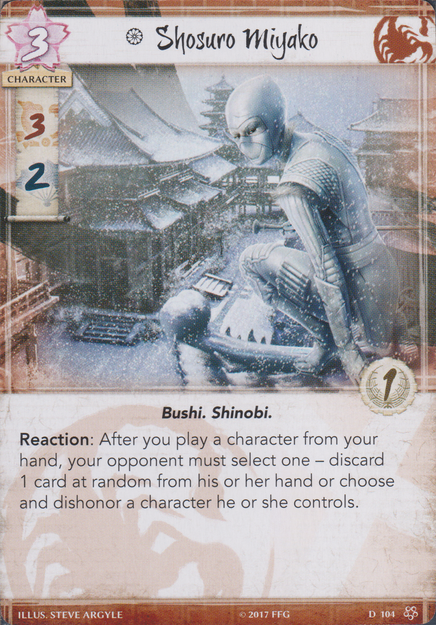 3
Shosuro Miyako
CHARACTER
3
2
1
Bushi. Shinobi.
Reaction: After you play a character from your
hand, your opponent must select one – discard
1 card at random from his or her hand or choose
and dishonor a character he or she controls.
ILLUS. STEVE ARGYLE © 2017 FFG D 104